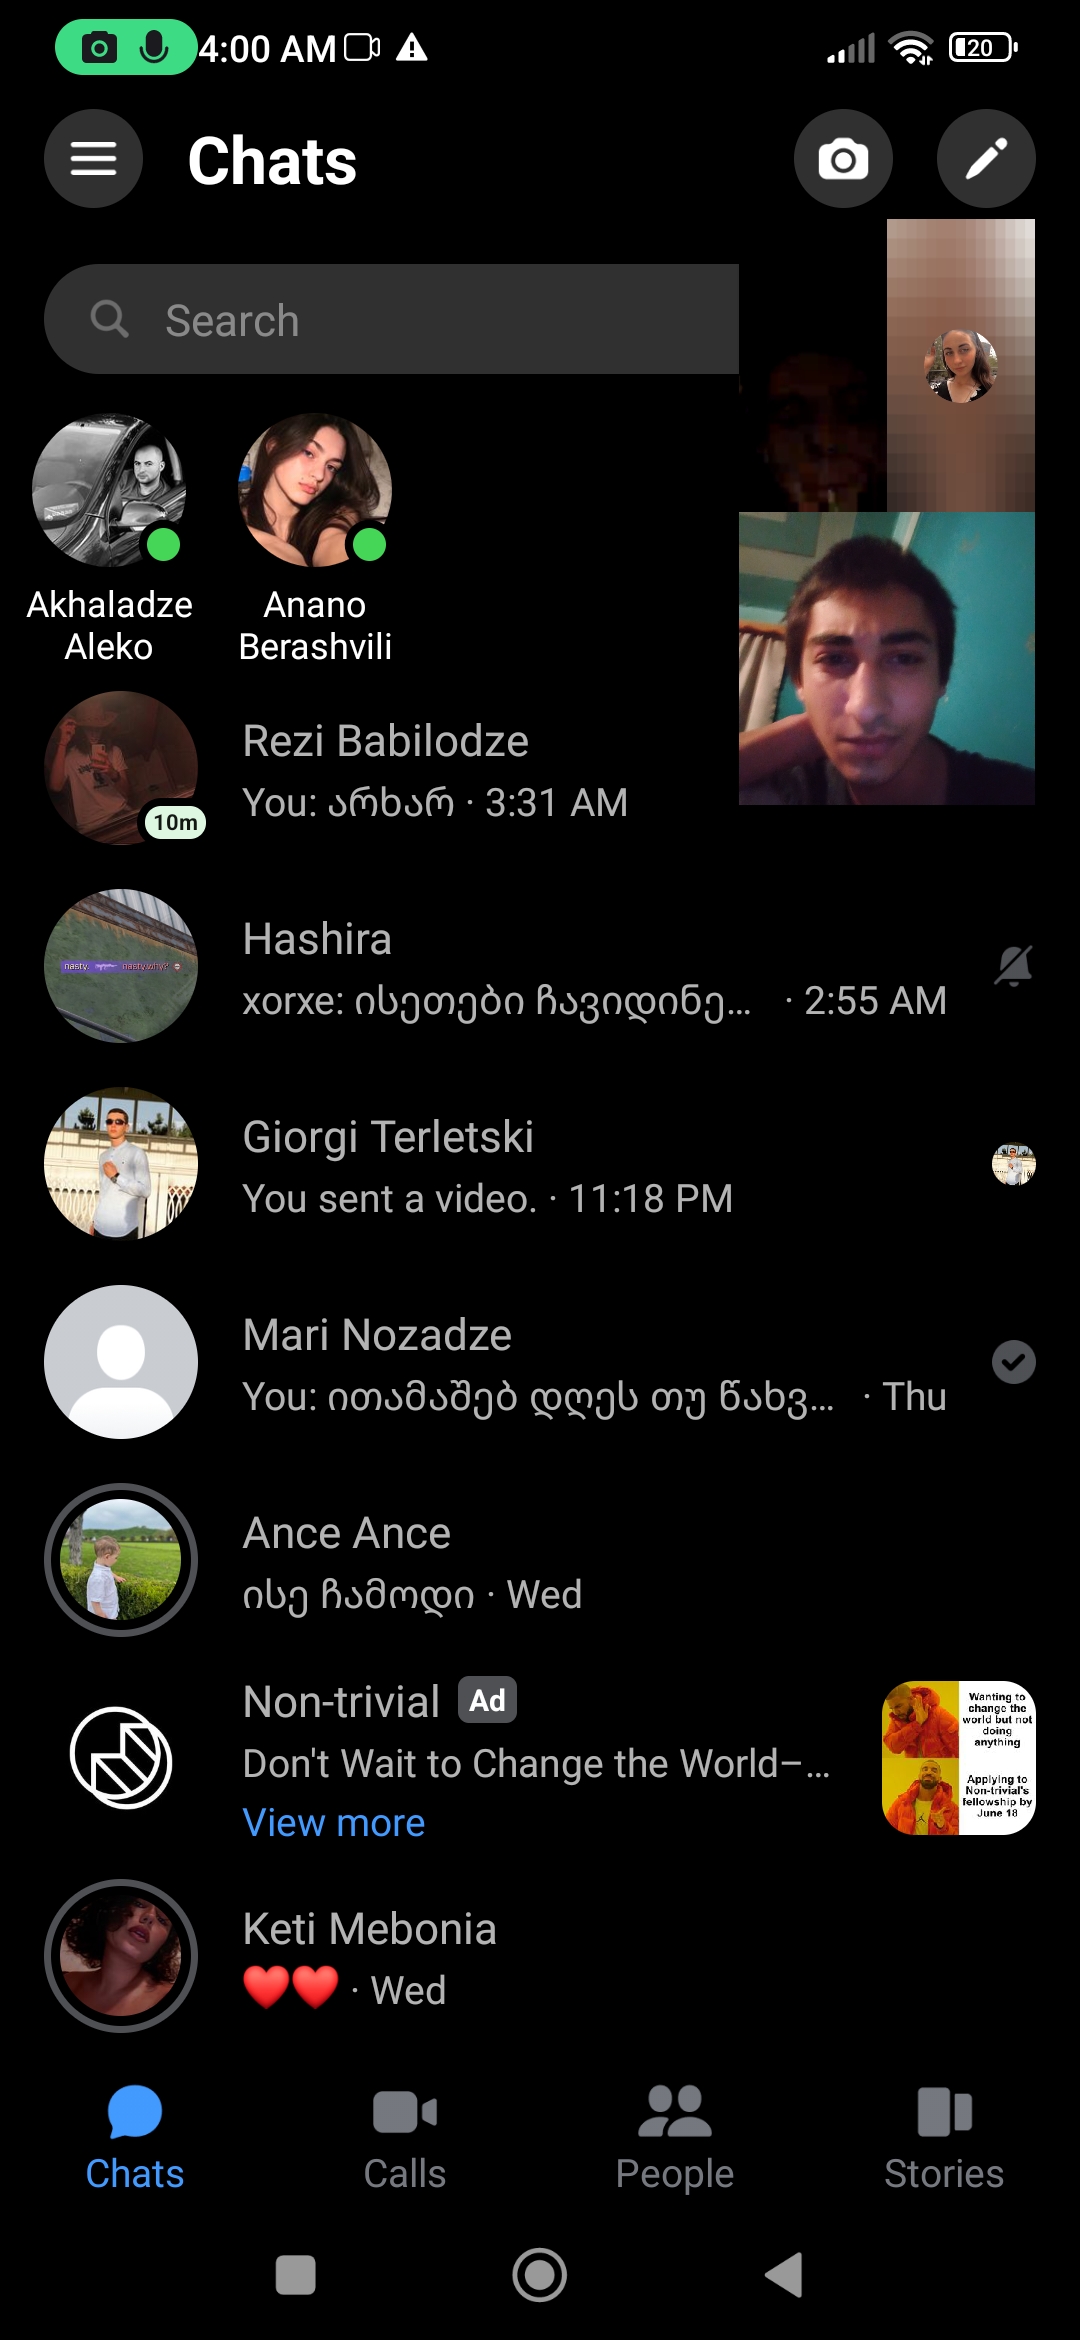 4:00 AM
20
Chats
Search
Akhaladze
Aleko
Anano
Berashvili
Rezi Babilodze
You: არხარ · 3:31 AM
10m
Hashira
nasty. nasty.why?
xorxe: ისეთები ჩავიდინე... · 2:55 AM
Giorgi Terletski
You sent a video. · 11:18 PM
Mari Nozadze
You: ითამაშებ დღეს თუ წახვ... · Thu
Ance Ance
ისე ჩამოდი · Wed
Non-trivial Ad
Don't Wait to Change the World–...
View more
Wanting to
change the
world but not
doing
anything
Applying to
Non-trivial's
fellowship by
June 18
Keti Mebonia
❤️❤️ · Wed
Chats
Calls
People
Stories